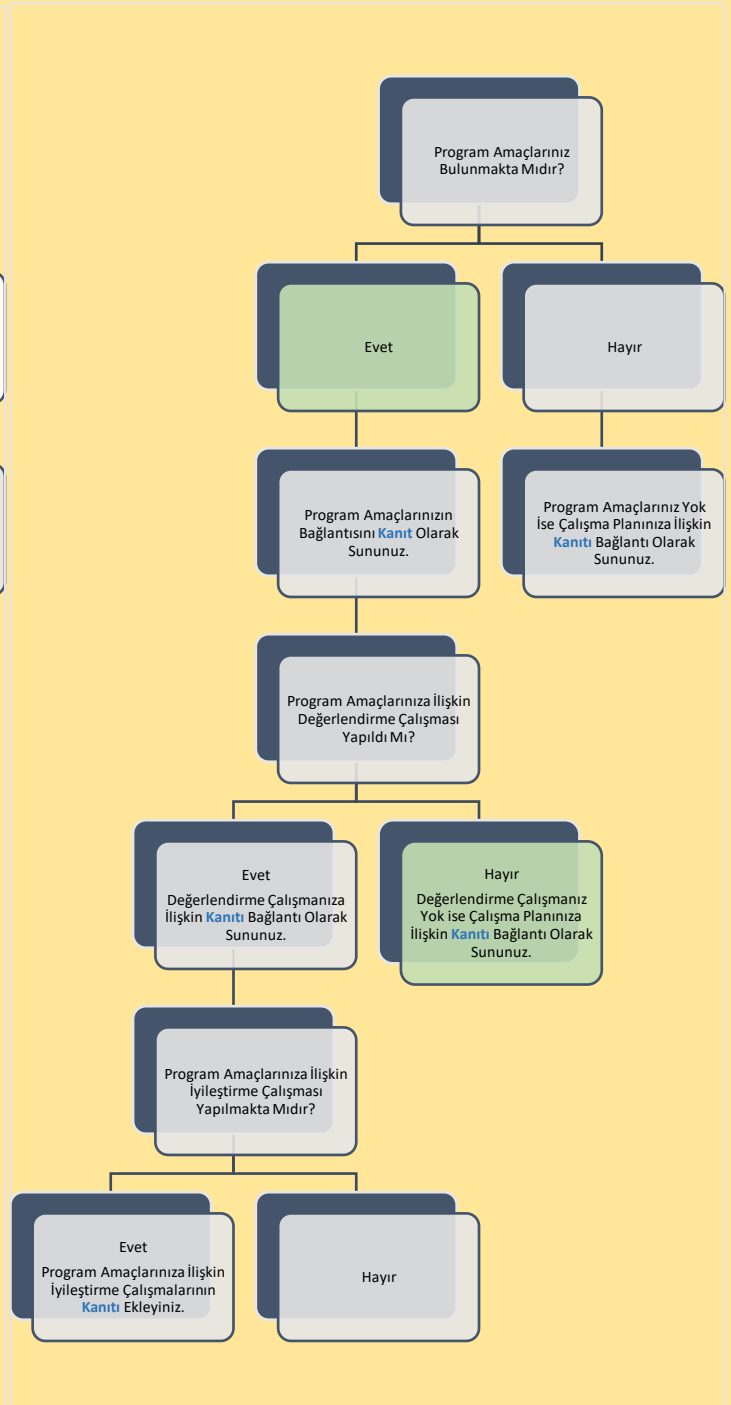 Program Amaçlarınız
Bulunmakta Mıdır?
Evet
Hayır
Program Amaçlarınızın
Bağlantısını Kanıt Olarak
Sununuz.
Program Amaçlarınız Yok
İse Çalışma Planınıza İlişkin
Kanıtı Bağlantı Olarak
Sununuz.
Program Amaçlarınıza İlişkin
Değerlendirme Çalışması
Yapıldı Mı?
Evet
Değerlendirme Çalışmanıza
İlişkin Kanıtı Bağlantı Olarak
Sununuz.
Hayır
Değerlendirme Çalışmanız
Yok ise Çalışma Planınıza
İlişkin Kanıtı Bağlantı Olarak
Sununuz.
Program Amaçlarınıza İlişkin
İyileştirme Çalışması
Yapılmakta Mıdır?
Evet
Program Amaçlarınıza İlişkin
İyileştirme Çalışmalarının
Kanıtı Ekleyiniz.
Hayır